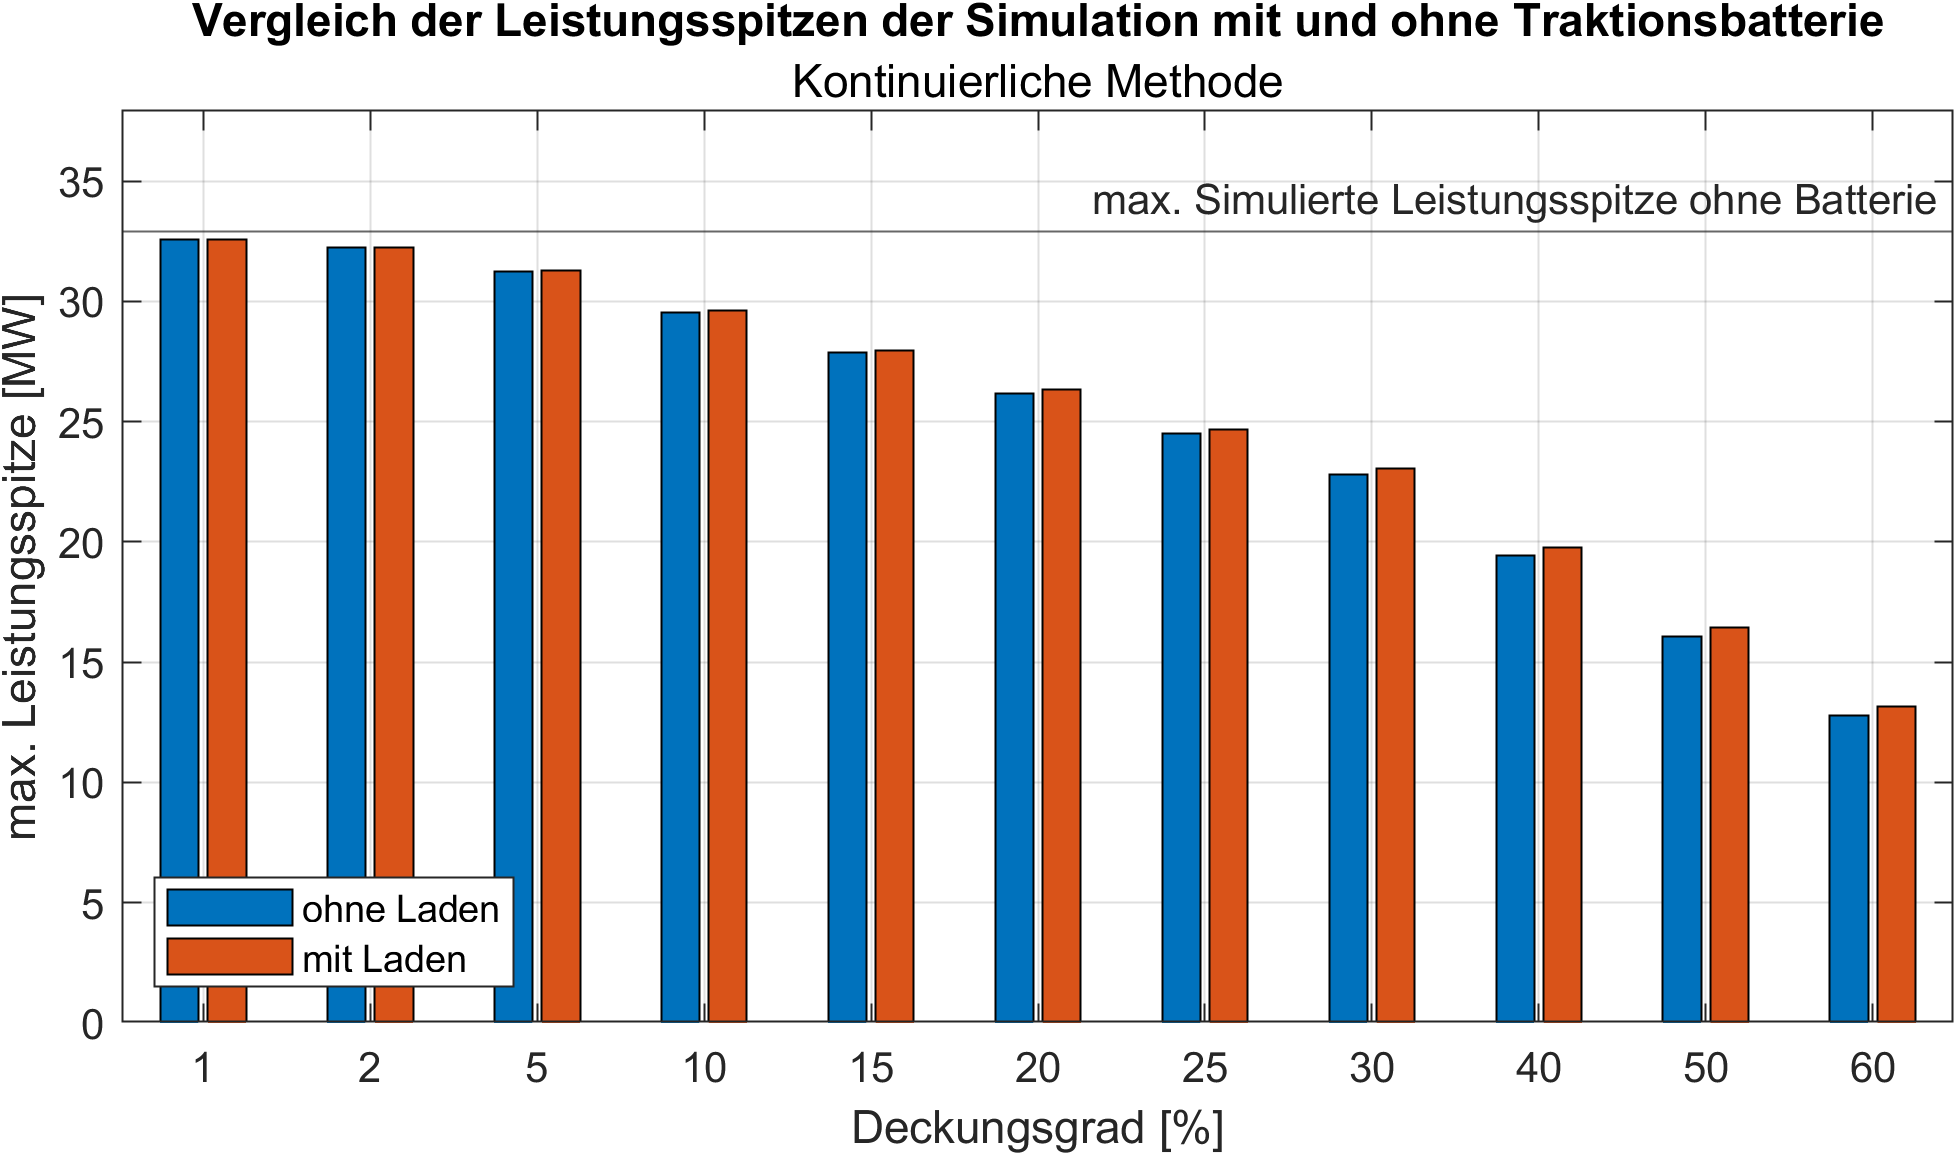 Vergleich der Leistungsspitzen der Simulation mit und ohne Traktionsbatterie
Kontinuierliche Methode
max. Leistungsspitze [MW]
35
30
25
20
15
10
5
0
max. Simulierte Leistungsspitze ohne Batterie
ohne Laden
mit Laden
1 2 5 10 15 20 25 30 40 50 60
Deckungsgrad [%]